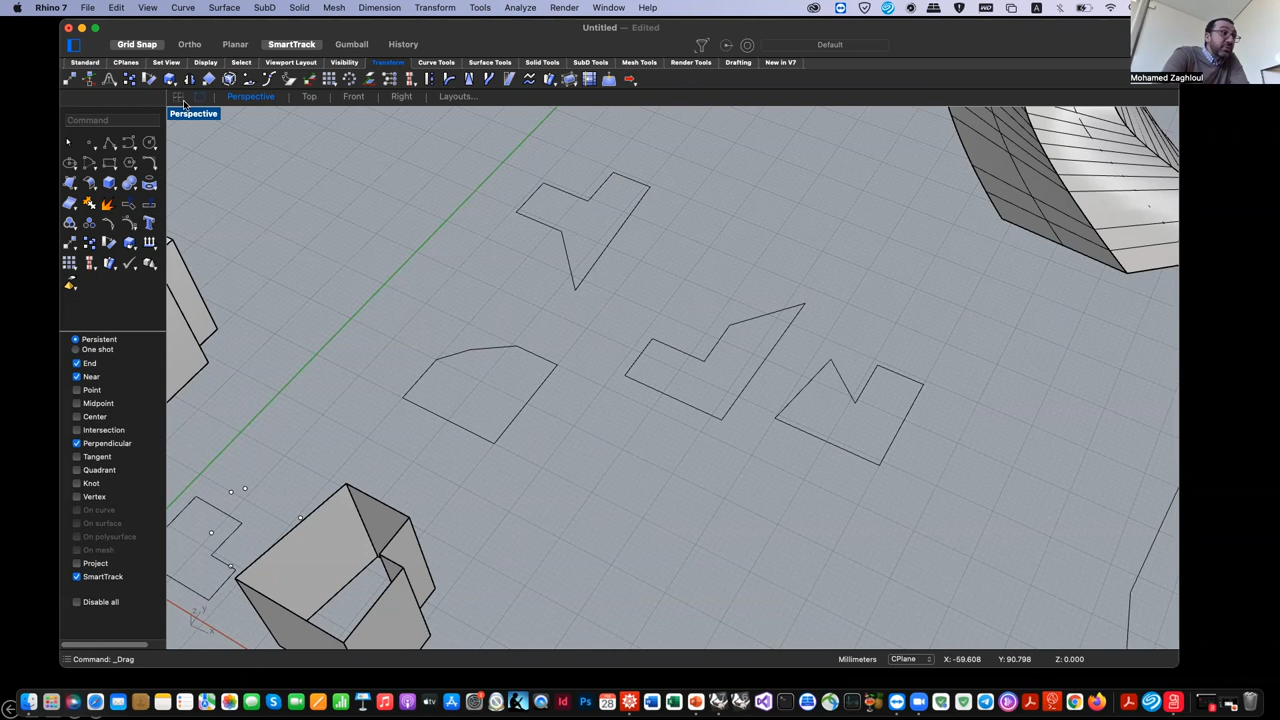 Rhino 7 File Edit View Curve Surface SubD Solid Mesh Dimension Transform Tools Analyze Render Window Help
Untitled — Edited
Grid Snap Ortho Planar SmartTrack Gumball History Default
Standard CPlanes Set View Display Select Viewport Layout Visibility Transform Curve Tools Surface Tools Solid Tools SubD Tools Mesh Tools Render Tools Drafting New in V7
Mohamed Zaghloul
Perspective Top Front Right Layouts...
Perspective
Command
Persistent
One shot
End
Near
Point
Midpoint
Center
Intersection
Perpendicular
Tangent
Quadrant
Knot
Vertex
On curve
On surface
On polysurface
On mesh
Project
SmartTrack
Disable all
z y
x
Command: _Drag Millimeters CPlane X: -59.608 Y: 90.798 Z: 0.000